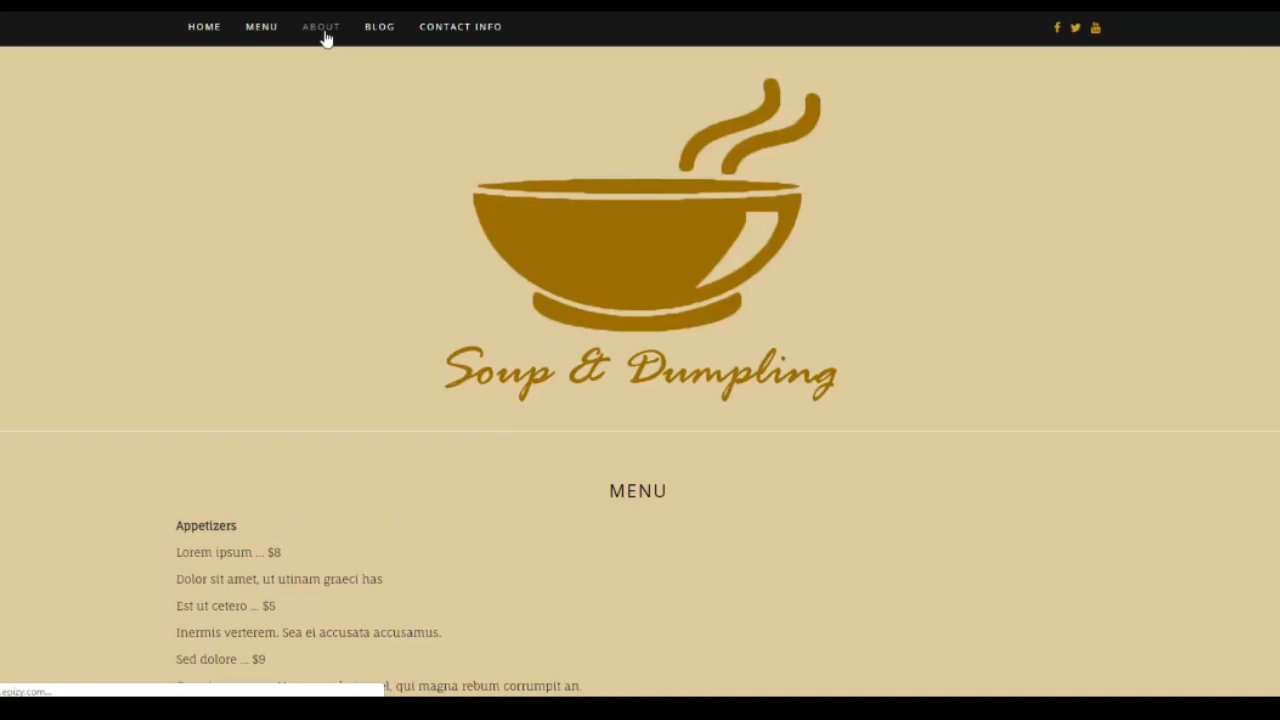 HOME MENU ABOUT BLOG CONTACT INFO
Soup & Dumpling
MENU
Appetizers
Lorem ipsum ... $8
Dolor sit amet, ut utinam graeci has
Est ut cetero ... $5
Inermis verterem. Sea ei accusata accusamus.
Sed dolore ... $9
qui magna rebum corrumpit an.
epizy.com...